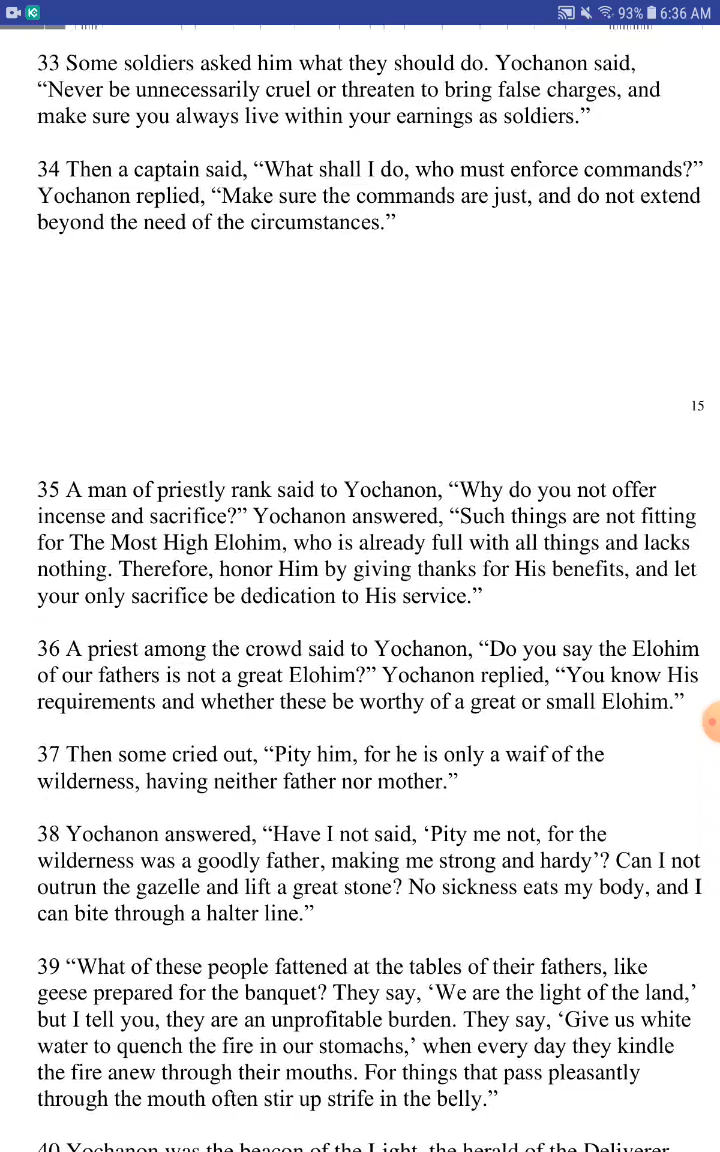 93% 6:36 AM
33 Some soldiers asked him what they should do. Yochanon said,
“Never be unnecessarily cruel or threaten to bring false charges, and
make sure you always live within your earnings as soldiers.”
34 Then a captain said, “What shall I do, who must enforce commands?”
Yochanon replied, “Make sure the commands are just, and do not extend
beyond the need of the circumstances.”
15
35 A man of priestly rank said to Yochanon, “Why do you not offer
incense and sacrifice?” Yochanon answered, “Such things are not fitting
for The Most High Elohim, who is already full with all things and lacks
nothing. Therefore, honor Him by giving thanks for His benefits, and let
your only sacrifice be dedication to His service.”
36 A priest among the crowd said to Yochanon, “Do you say the Elohim
of our fathers is not a great Elohim?” Yochanon replied, “You know His
requirements and whether these be worthy of a great or small Elohim.”
37 Then some cried out, “Pity him, for he is only a waif of the
wilderness, having neither father nor mother.”
38 Yochanon answered, “Have I not said, ‘Pity me not, for the
wilderness was a goodly father, making me strong and hardy’? Can I not
outrun the gazelle and lift a great stone? No sickness eats my body, and I
can bite through a halter line.”
39 “What of these people fattened at the tables of their fathers, like
geese prepared for the banquet? They say, ‘We are the light of the land,’
but I tell you, they are an unprofitable burden. They say, ‘Give us white
water to quench the fire in our stomachs,’ when every day they kindle
the fire anew through their mouths. For things that pass pleasantly
through the mouth often stir up strife in the belly.”
40 Yochanon was the beacon of the Light, the herald of the Deliverer